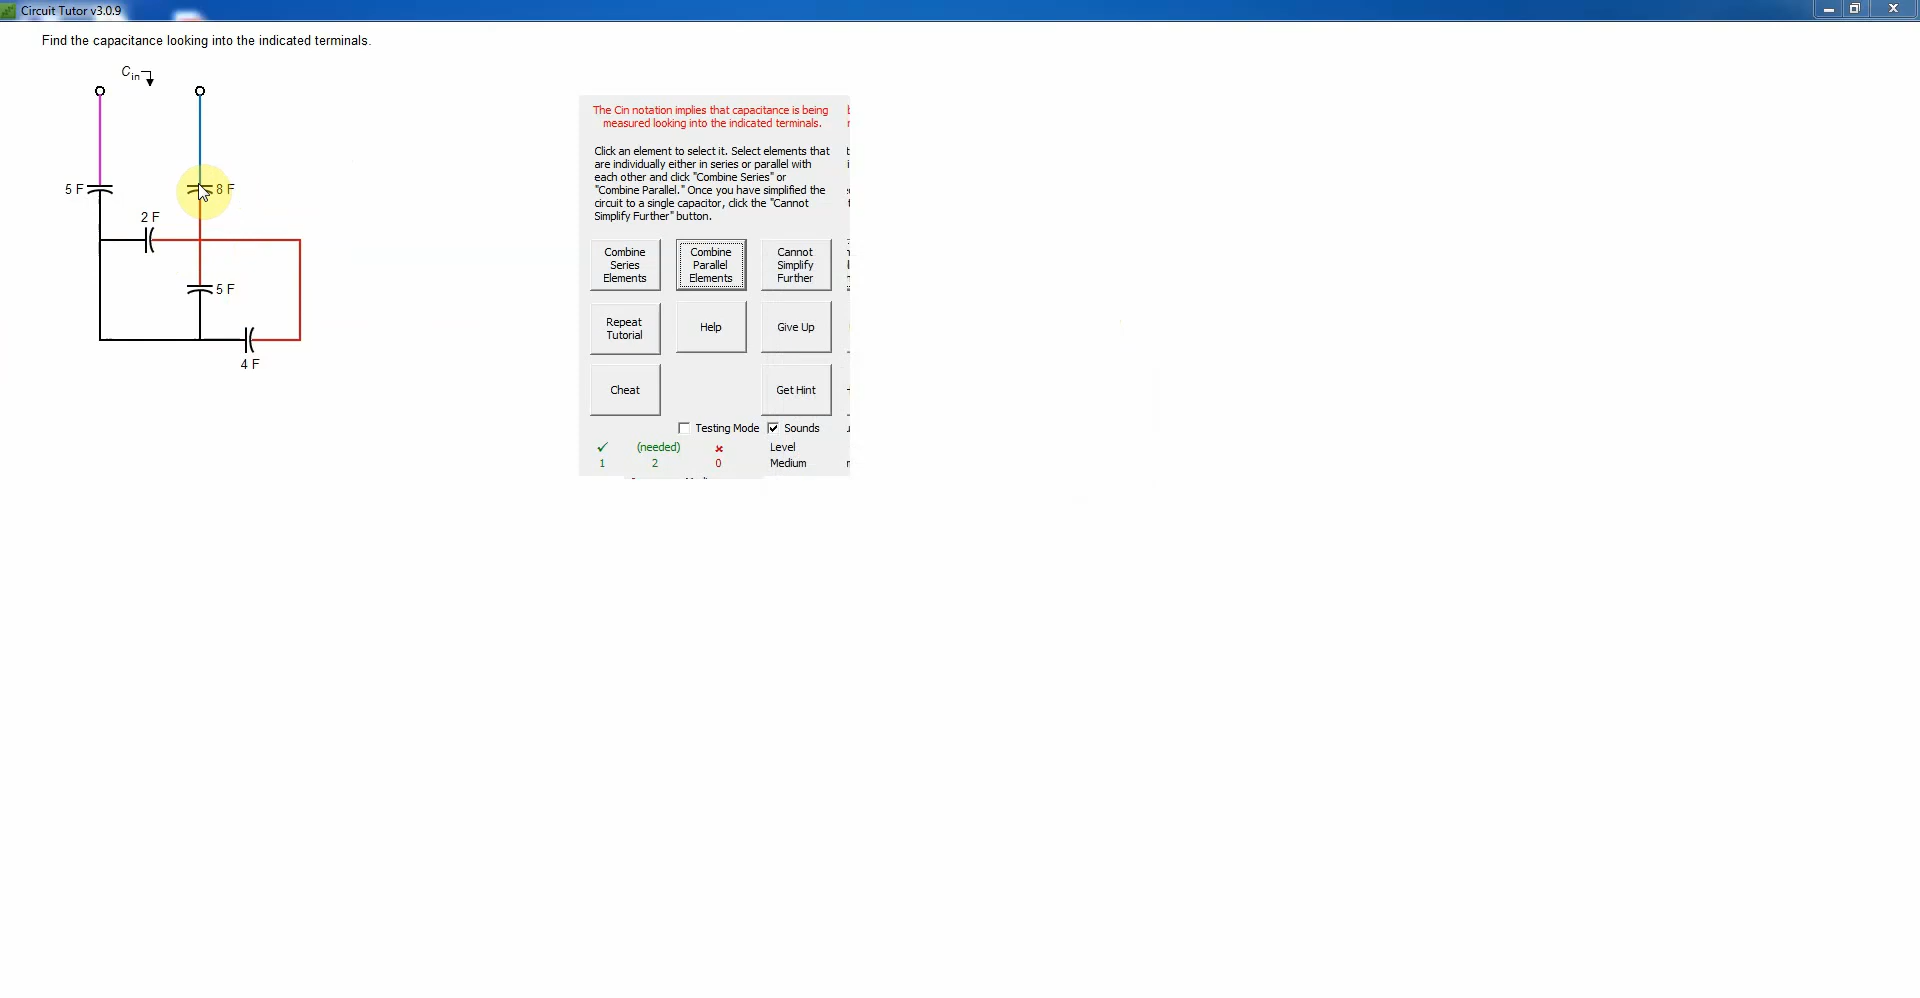 Circuit Tutor v3.0.9
Find the capacitance looking into the indicated terminals.
Cin
5 F
8 F
2 F
5 F
4 F
The Cin notation implies that capacitance is being
measured looking into the indicated terminals.
Click an element to select it. Select elements that
are individually either in series or parallel with
each other and click "Combine Series" or
"Combine Parallel." Once you have simplified the
circuit to a single capacitor, click the "Cannot
Simplify Further" button.
Combine
Series
Elements
Combine
Parallel
Elements
Cannot
Simplify
Further
Repeat
Tutorial
Help
Give Up
Cheat
Get Hint
Testing Mode
Sounds
(needed)
Level
1
2
0
Medium